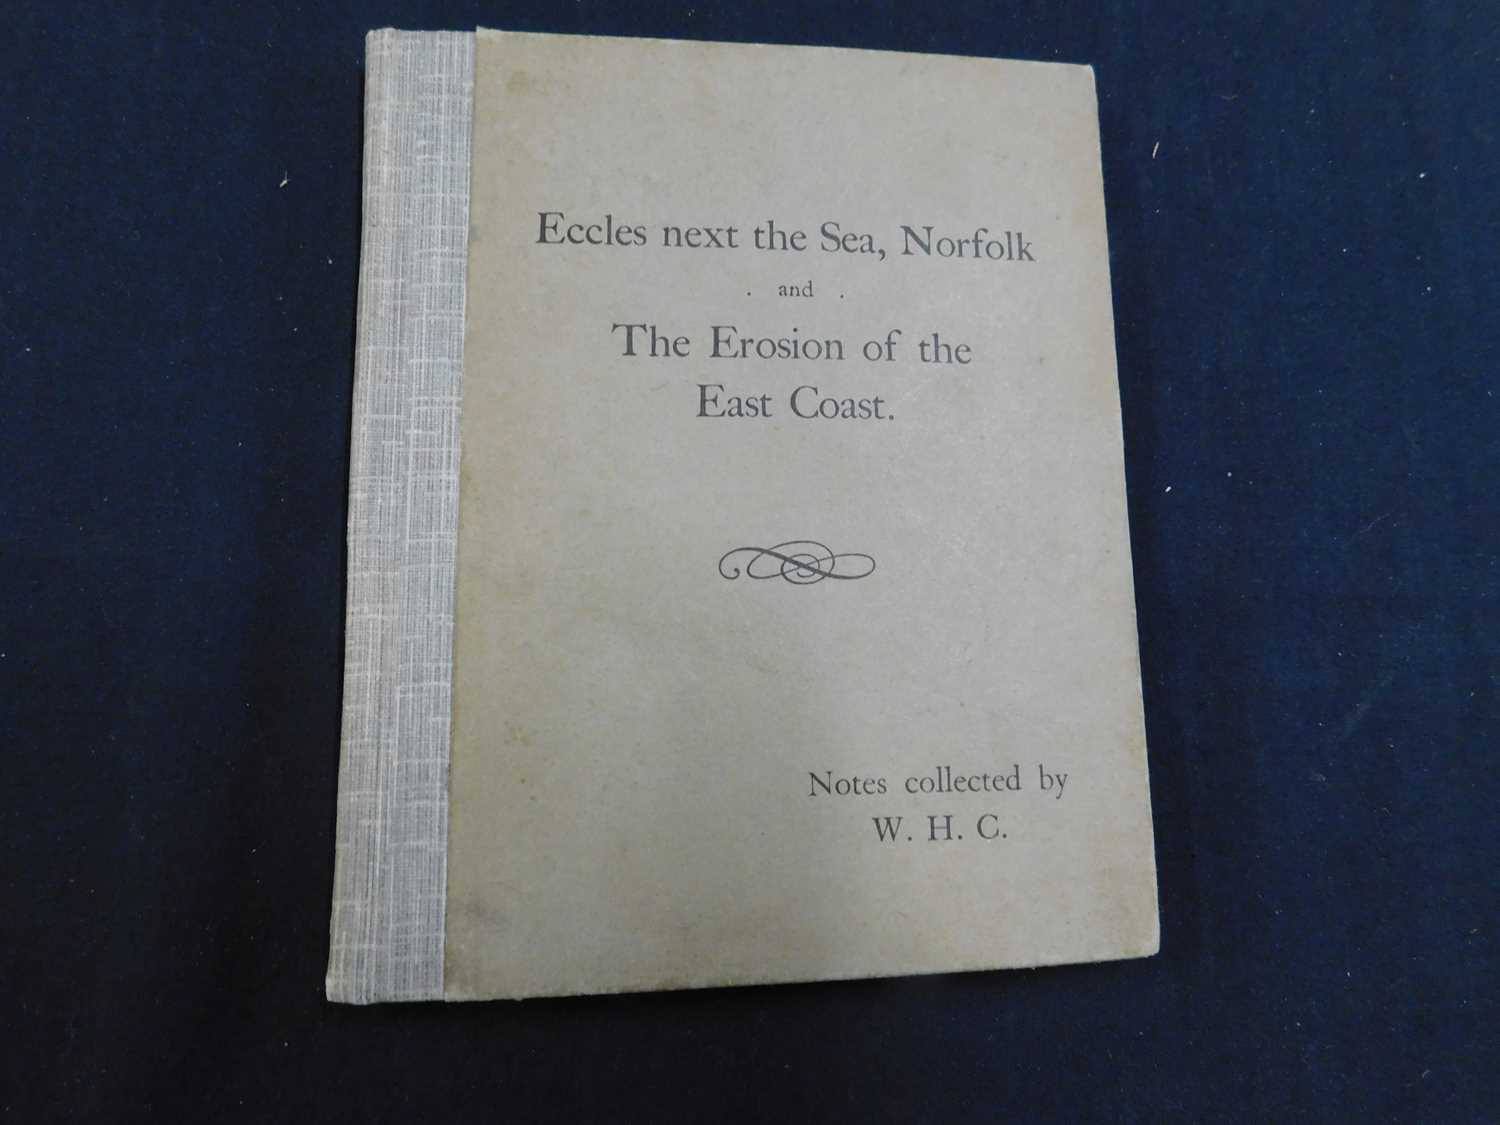 Eccles next the Sea, Norfolk
. and .
The Erosion of the
East Coast.
Notes collected by
W. H. C.